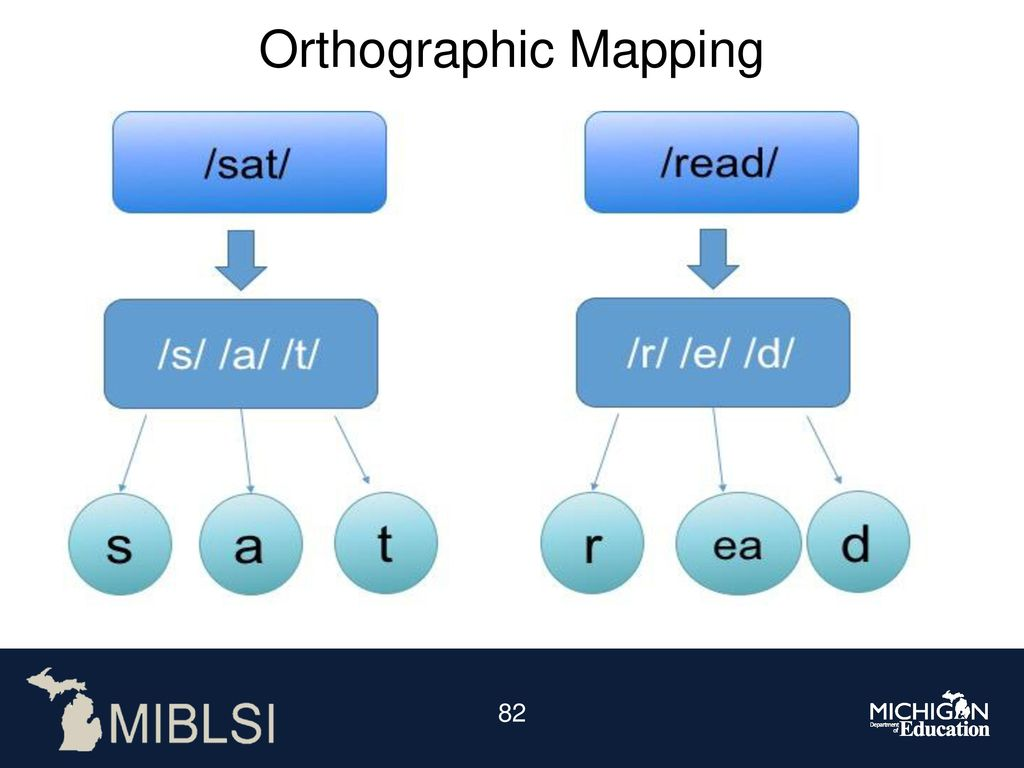 Orthographic Mapping
/sat/
/read/
/s/ /a/ /t/
/r/ /e/ /d/
s a t
r ea d
MIBLSI
82
MICHIGAN
Department
of Education